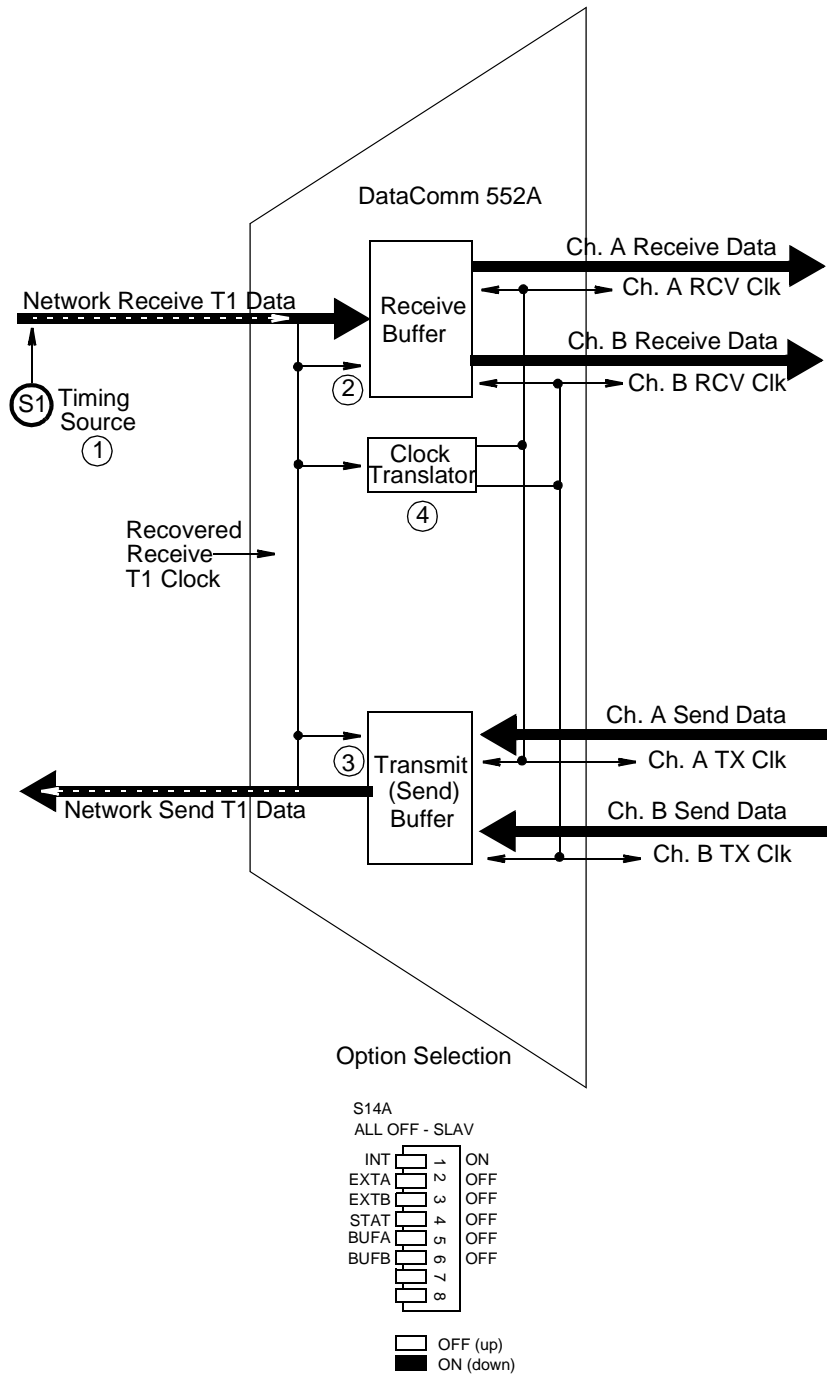 DataComm 552A
Ch. A Receive Data
Network Receive T1 Data
Receive
Buffer
Ch. A RCV Clk
Ch. B Receive Data
2
Ch. B RCV Clk
S1
Timing
Source
1
Clock
Translator
4
Recovered
Receive
T1 Clock
Ch. A Send Data
3
Transmit
(Send)
Buffer
Ch. A TX Clk
Network Send T1 Data
Ch. B Send Data
Ch. B TX Clk
Option Selection
S14A
ALL OFF - SLAV
INT 1 ON
EXTA 2 OFF
EXTB 3 OFF
STAT 4 OFF
BUFA 5 OFF
BUFB 6 OFF
7
8
OFF (up)
ON (down)